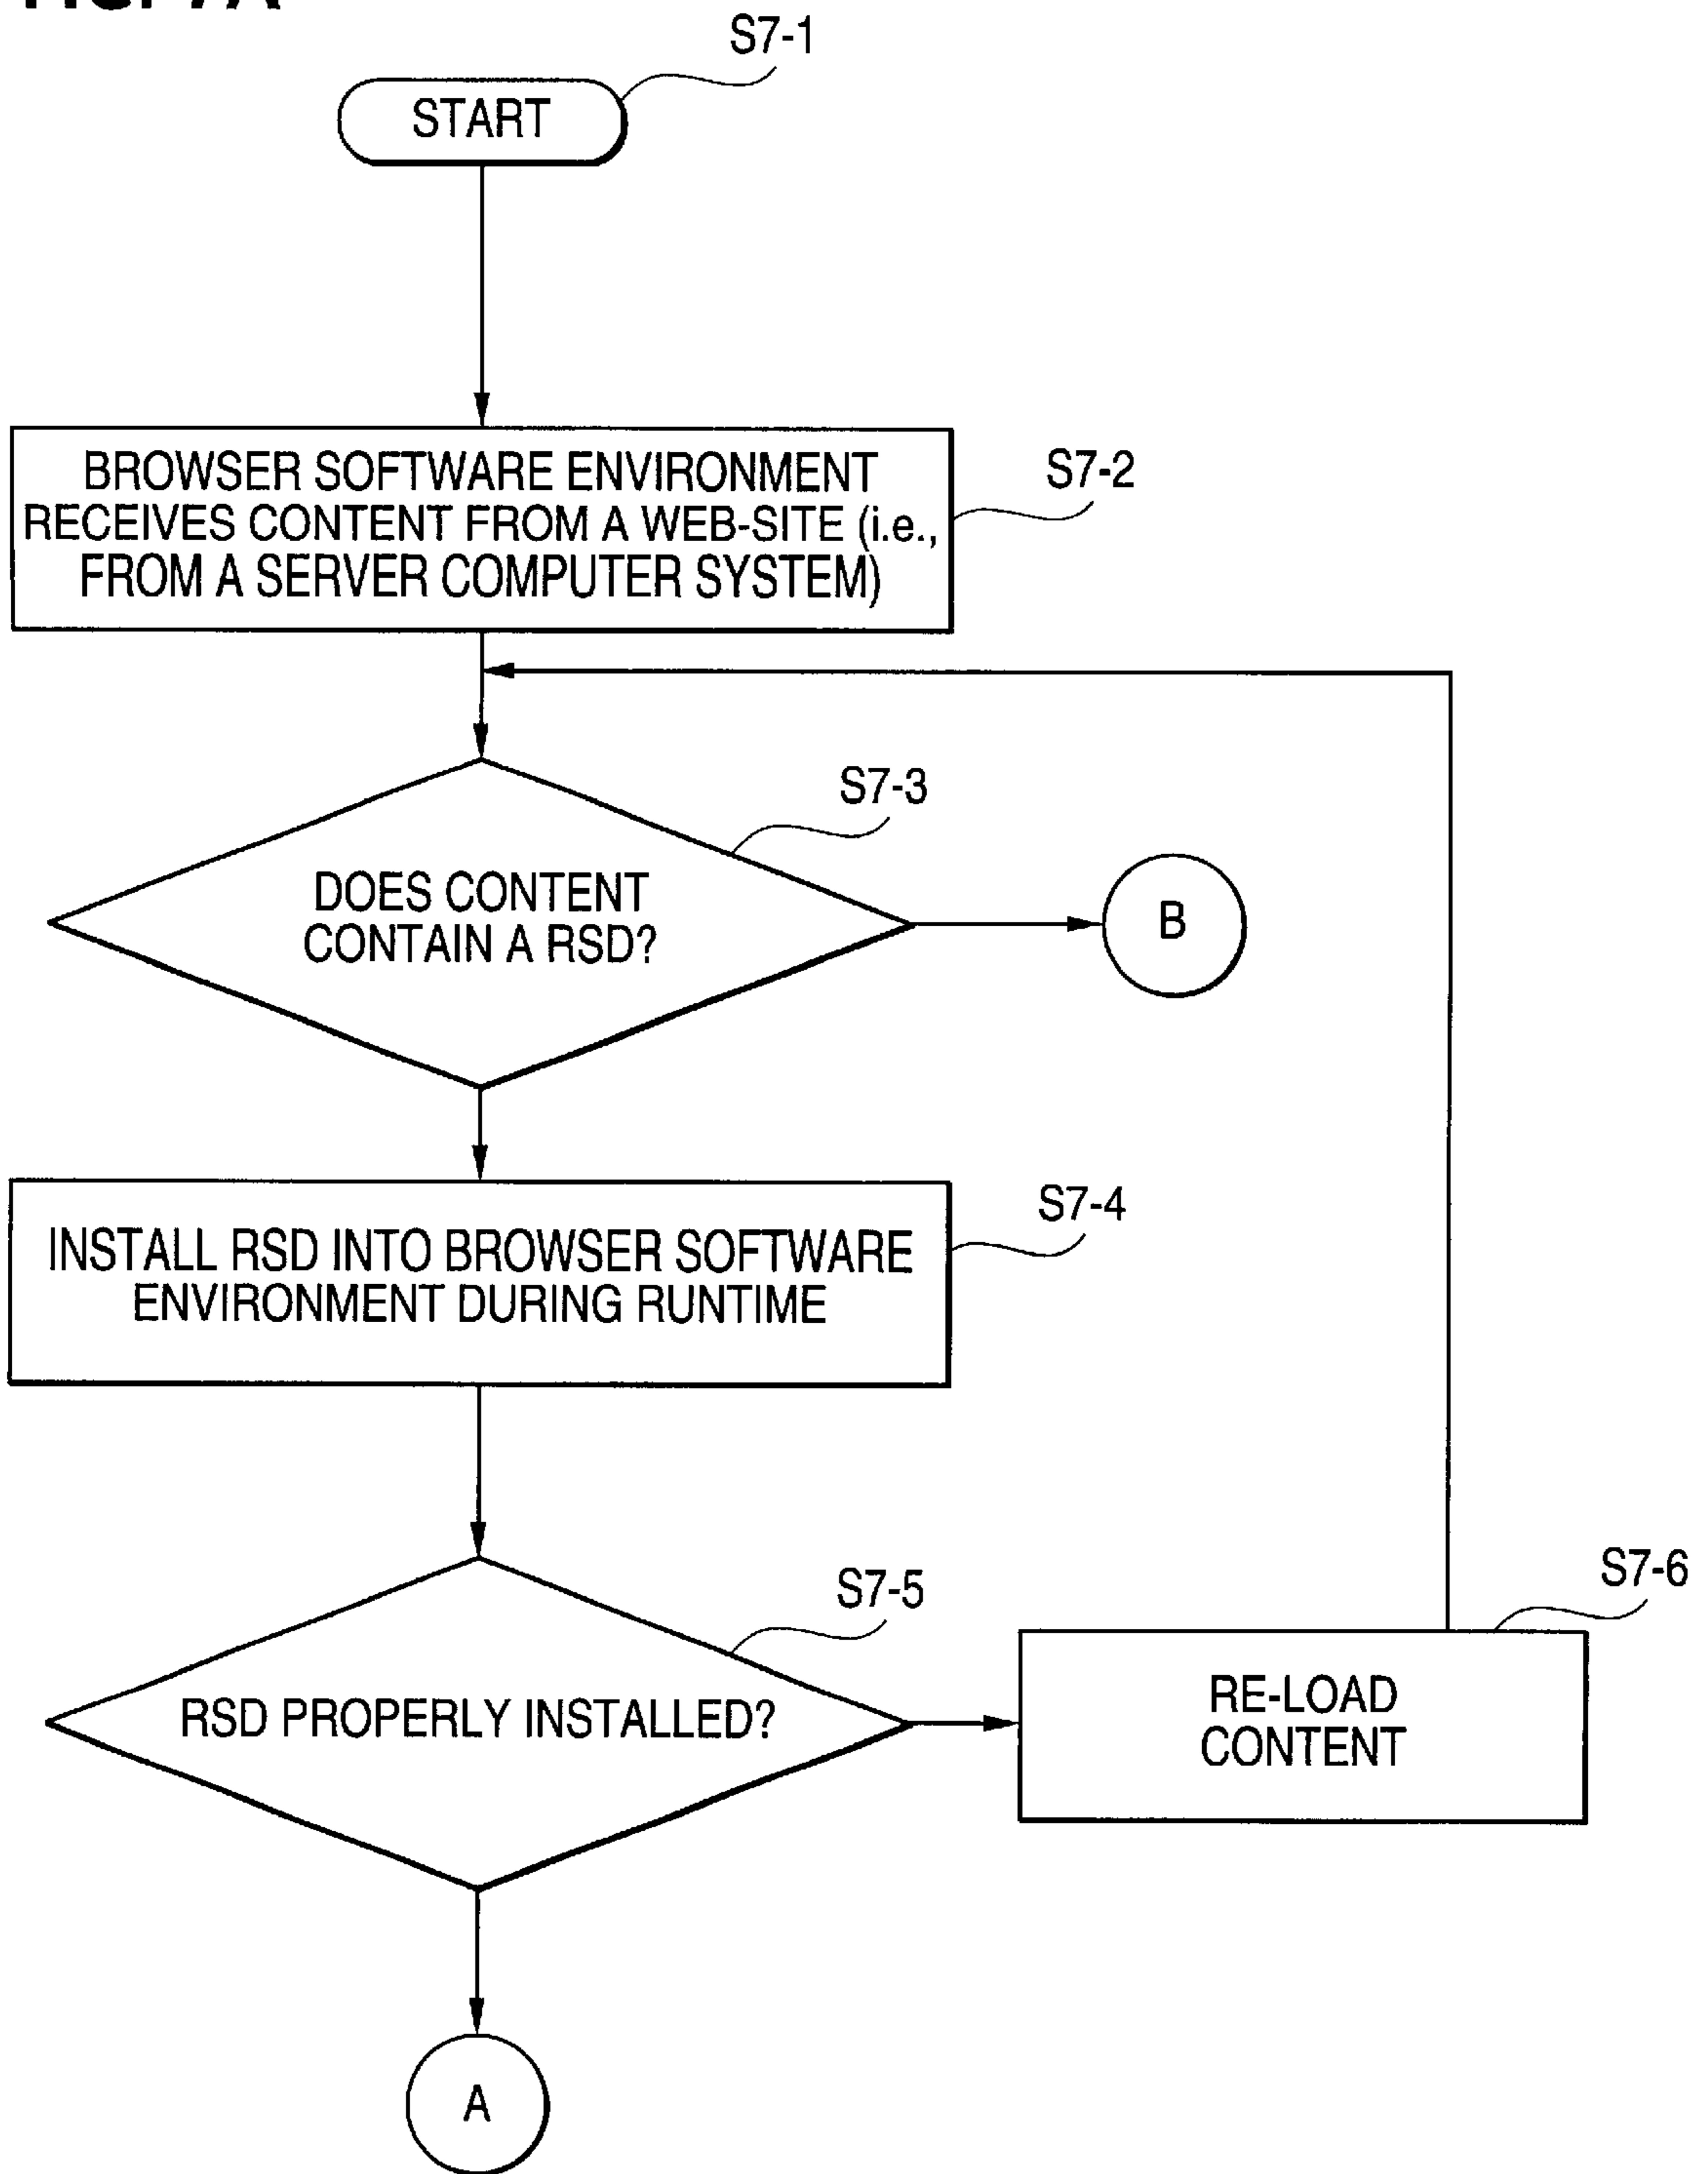 S7-1
START
BROWSER SOFTWARE ENVIRONMENT
RECEIVES CONTENT FROM A WEB-SITE (i.e.,
FROM A SERVER COMPUTER SYSTEM)
S7-2
S7-3
DOES CONTENT
CONTAIN A RSD?
B
S7-4
INSTALL RSD INTO BROWSER SOFTWARE
ENVIRONMENT DURING RUNTIME
S7-5
S7-6
RSD PROPERLY INSTALLED?
RE-LOAD
CONTENT
A